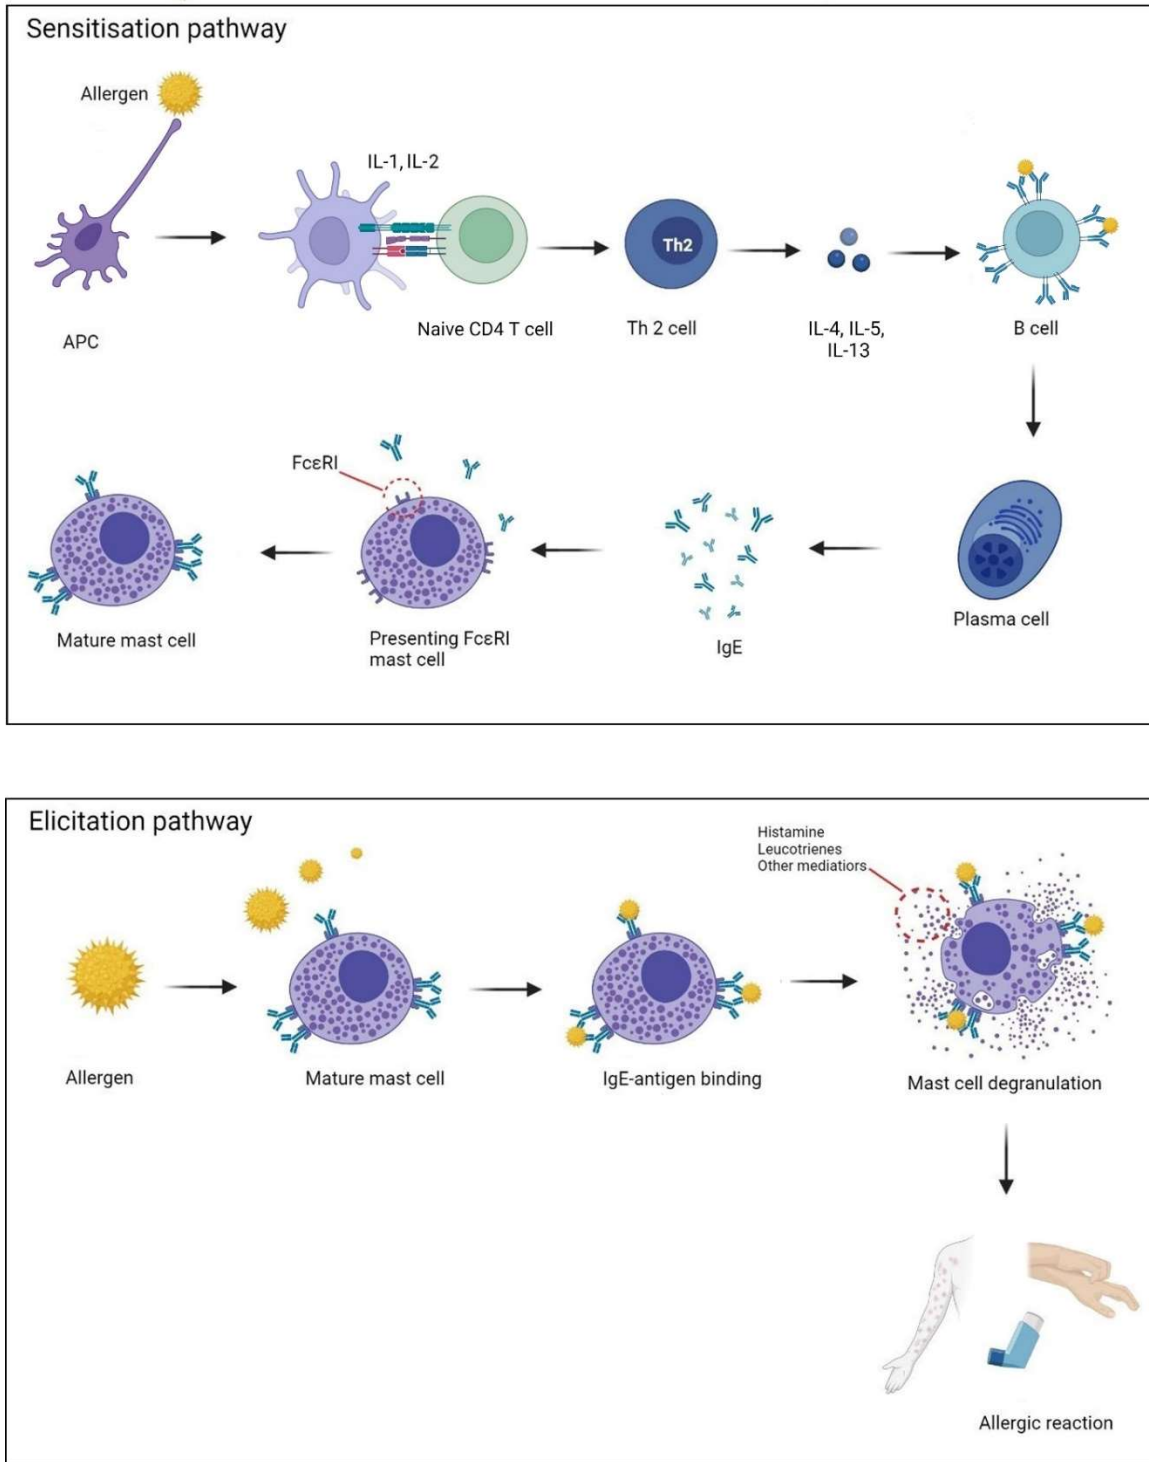 Sensitisation pathway
Allergen
IL-1, IL-2
Th2
APC
Naive CD4 T cell
Th 2 cell
IL-4, IL-5,
IL-13
B cell
FcεRI
Mature mast cell
Presenting FcεRI
mast cell
IgE
Plasma cell
Elicitation pathway
Histamine
Leucotrienes
Other mediatiors
Allergen
Mature mast cell
IgE-antigen binding
Mast cell degranulation
Allergic reaction